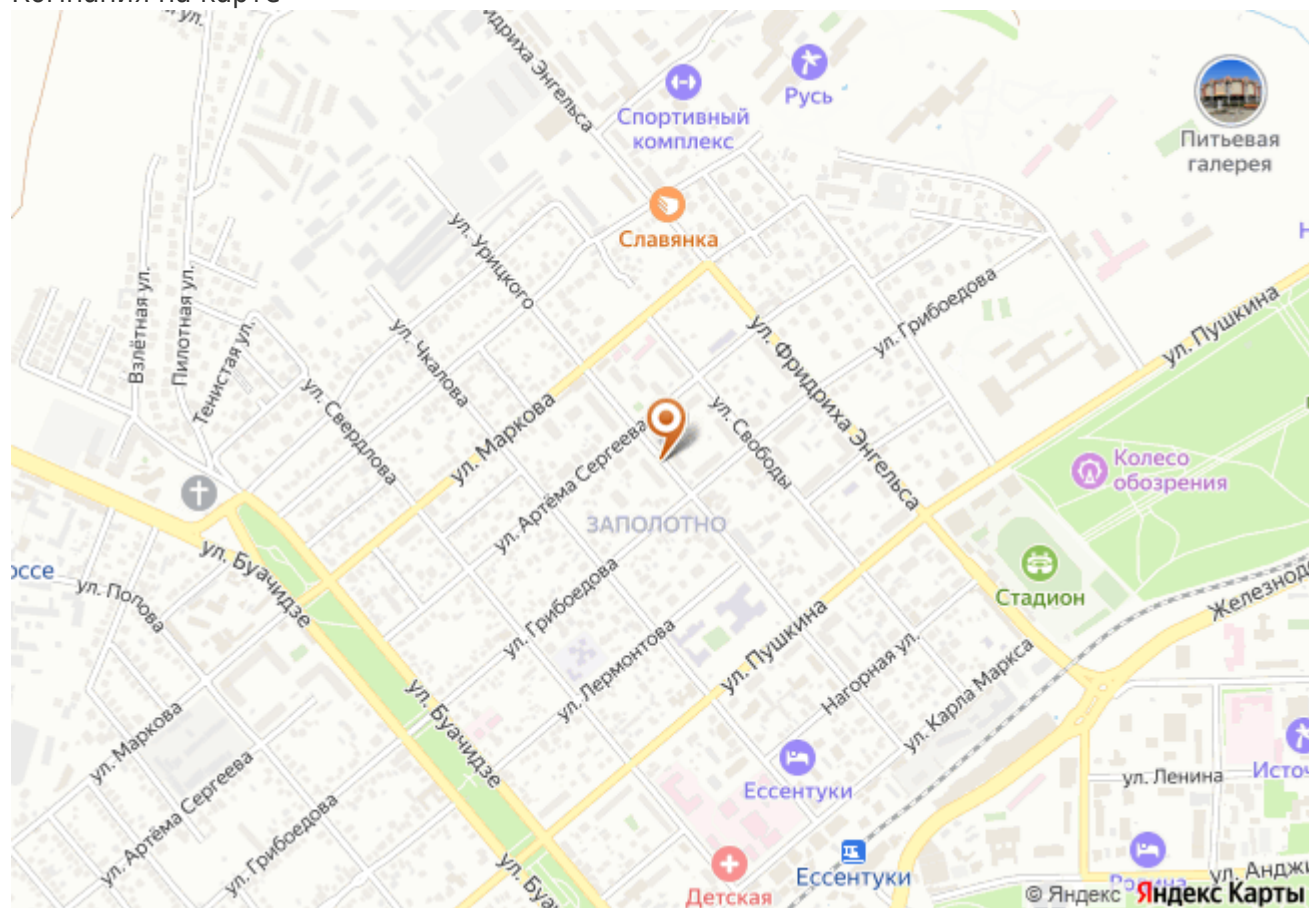 Компания на карте
ул.
Фридриха Энгельса
Русь
Спортивный
комплекс
Питьевая
галерея
Славянка
ул. Урицкого
Взлётная ул.
Пилотная ул.
Тенистая ул.
ул. Чкалова
ул. Свердлова
ул. Маркова
ул. Грибоедова
ул. Пушкина
ул. Фридриха Энгельса
ул. Свободы
ул. Артёма Сергеева
Колесо
обозрения
ЗАПОЛОТНО
ул. Буачидзе
ул. Попова
Стадион
ул. Грибоедова
ул. Лермонтова
ул. Пушкина
Нагорная ул.
ул. Карла Маркса
ул. Буачидзе
ул. Маркова
ул. Артёма Сергеева
ул. Грибоедова
Ессентуки
ул. Ленина
Ессентуки
Детская
Родина
© Яндекс Яндекс Карты